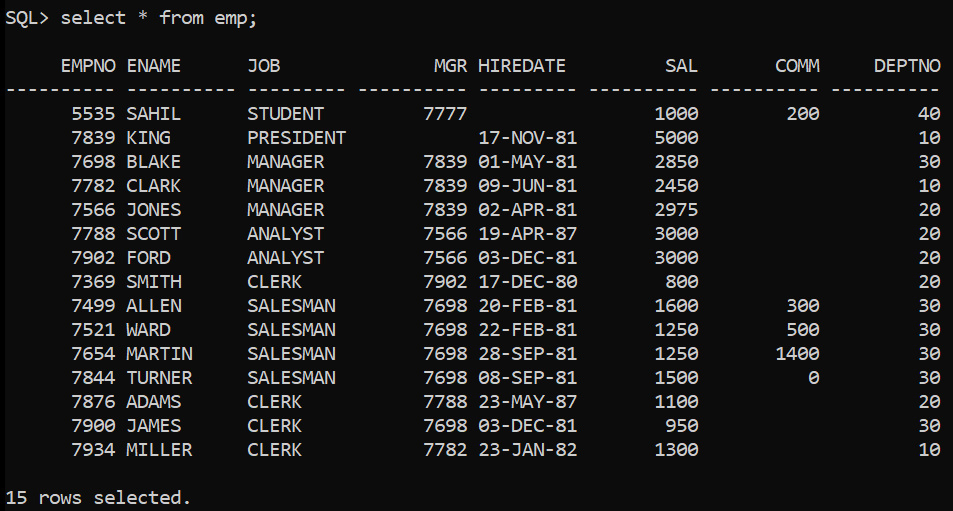 SQL> select * from emp;
     EMPNO ENAME      JOB              MGR HIREDATE         SAL       COMM     DEPTNO
---------- ---------- --------- ---------- --------- ---------- ---------- ----------
      5535 SAHIL      STUDENT         7777                 1000        200         40
      7839 KING       PRESIDENT            17-NOV-81       5000                    10
      7698 BLAKE      MANAGER         7839 01-MAY-81       2850                    30
      7782 CLARK      MANAGER         7839 09-JUN-81       2450                    10
      7566 JONES      MANAGER         7839 02-APR-81       2975                    20
      7788 SCOTT      ANALYST         7566 19-APR-87       3000                    20
      7902 FORD       ANALYST         7566 03-DEC-81       3000                    20
      7369 SMITH      CLERK           7902 17-DEC-80        800                    20
      7499 ALLEN      SALESMAN        7698 20-FEB-81       1600        300         30
      7521 WARD       SALESMAN        7698 22-FEB-81       1250        500         30
      7654 MARTIN     SALESMAN        7698 28-SEP-81       1250       1400         30
      7844 TURNER     SALESMAN        7698 08-SEP-81       1500          0         30
      7876 ADAMS      CLERK           7788 23-MAY-87       1100                    20
      7900 JAMES      CLERK           7698 03-DEC-81        950                    30
      7934 MILLER     CLERK           7782 23-JAN-82       1300                    10
15 rows selected.